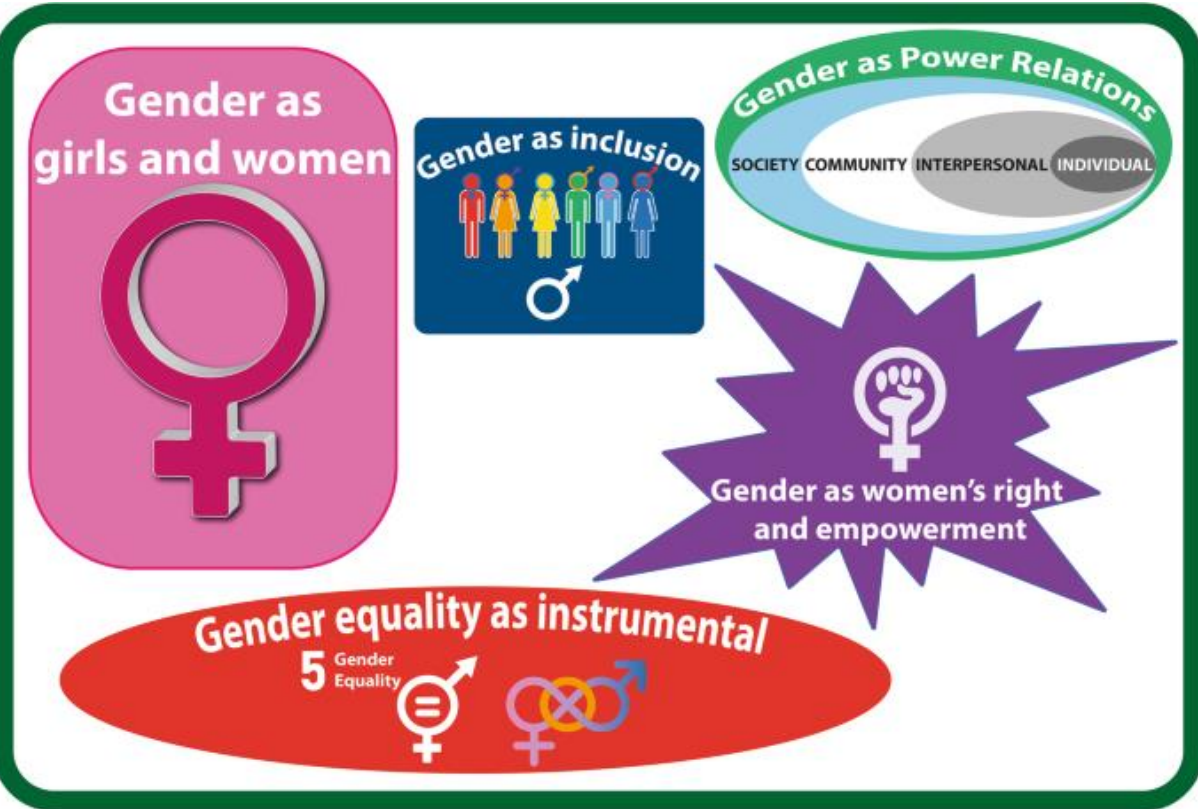 Gender as
girls and women
Gender as inclusion
Gender as Power Relations
SOCIETY COMMUNITY INTERPERSONAL INDIVIDUAL
Gender as women's right
and empowerment
Gender equality as instrumental
5 Gender
Equality